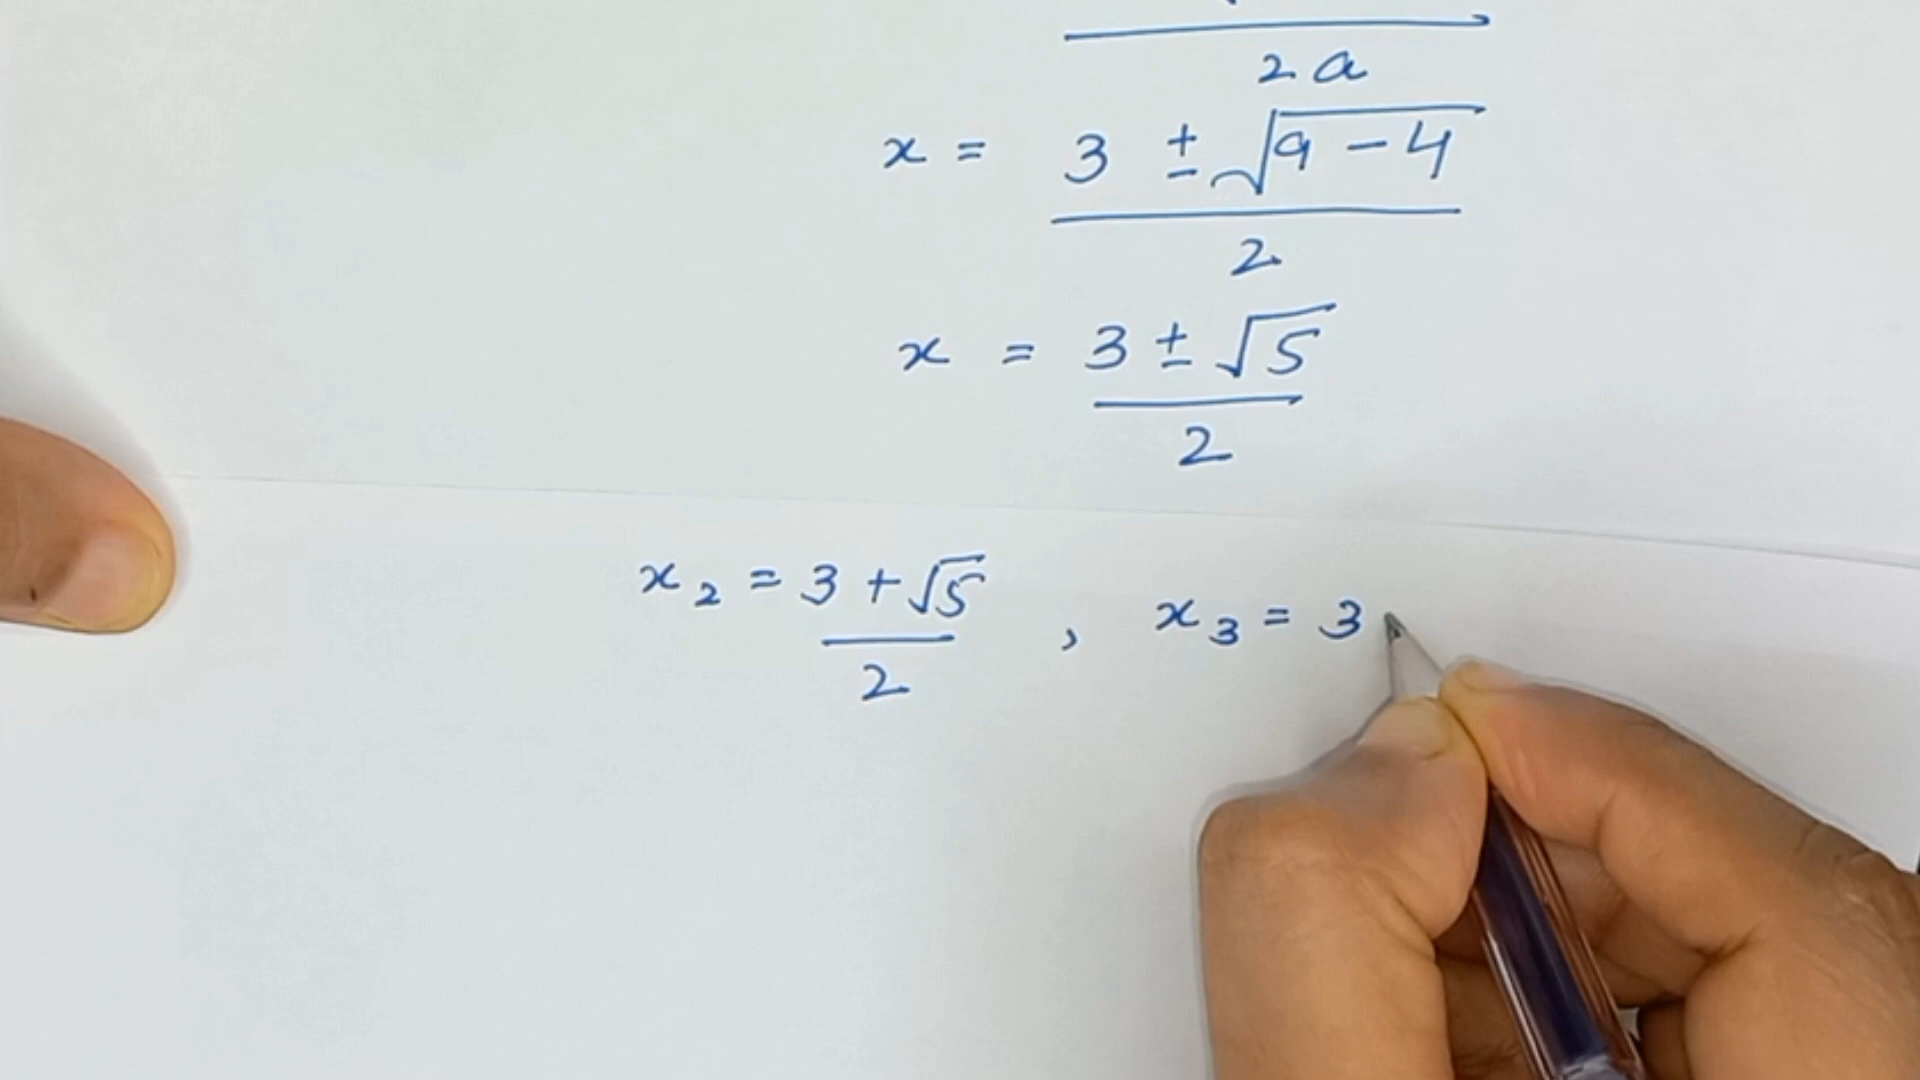 2a
x = 3 ± √9 - 4
2
x = 3 ± √5
2
x2 = 3 + √5 , x3 = 3
2